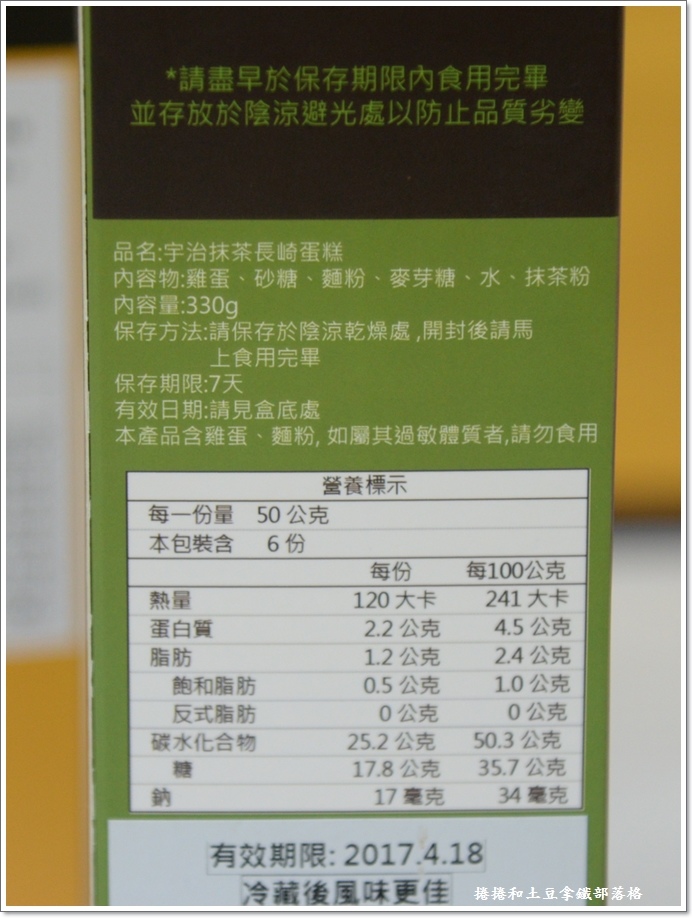 *請盡早於保存期限內食用完畢
並存放於陰涼避光處以防止品質劣變
品名:宇治抹茶長崎蛋糕
內容物:雞蛋、砂糖、麵粉、麥芽糖、水、抹茶粉
內容量:330g
保存方法:請保存於陰涼乾燥處,開封後請馬
上食用完畢
保存期限:7天
有效日期:請見盒底處
本產品含雞蛋、麵粉, 如屬其過敏體質者,請勿食用
營養標示
每一份量 50 公克
本包裝含 6 份
每份 每100公克
熱量 120 大卡 241 大卡
蛋白質 2.2 公克 4.5 公克
脂肪 1.2 公克 2.4 公克
飽和脂肪 0.5 公克 1.0 公克
反式脂肪 0 公克 0 公克
碳水化合物 25.2 公克 50.3 公克
糖 17.8 公克 35.7 公克
鈉 17 毫克 34 毫克
有效期限: 2017.4.18
冷藏後風味更佳
捲捲和土豆拿鐵部落格